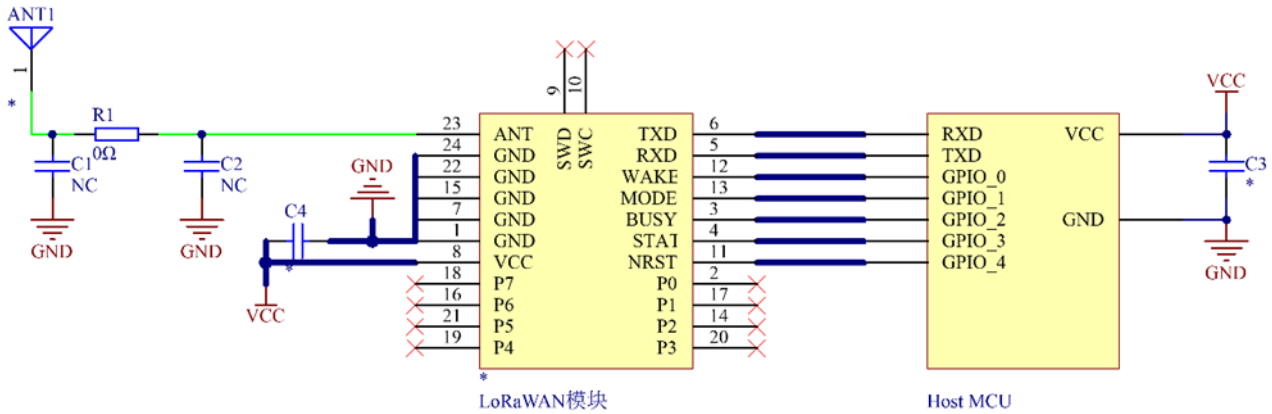 ANT1
1
*
R1
0Ω
C1
NC
GND
C2
NC
GND
GND
C4
*
VCC
9
10
SWD
SWC
23
ANT
24
GND
22
GND
15
GND
7
GND
1
GND
8
VCC
18
P7
16
P6
21
P5
19
P4
TXD
6
RXD
5
WAKE
12
MODE
13
BUSY
3
STAT
4
NRST
11
P0
2
P1
17
P2
14
P3
20
*
LoRaWAN模块
RXD
TXD
GPIO_0
GPIO_1
GPIO_2
GPIO_3
GPIO_4
VCC
GND
Host MCU
VCC
C3
*
GND